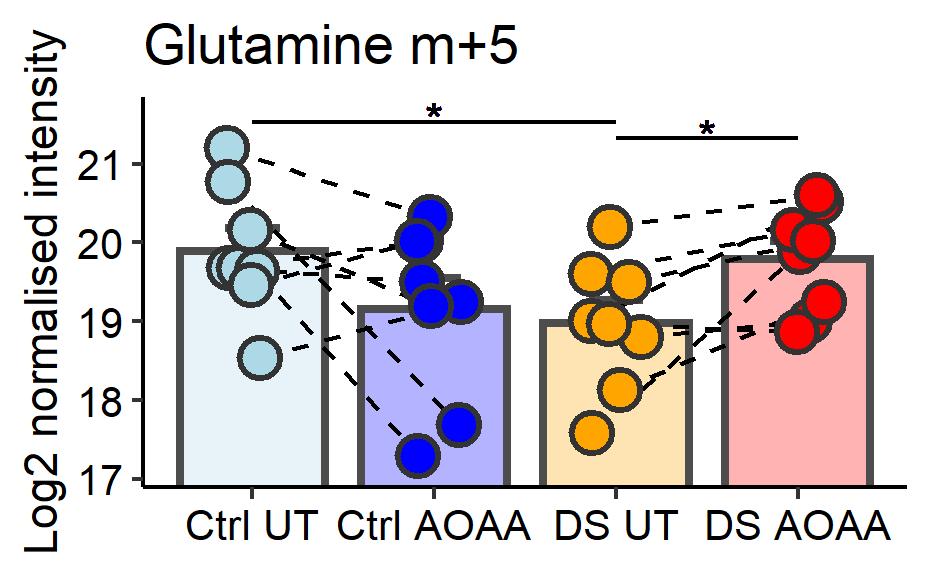 Glutamine m+5
Log2 normalised intensity
*
*
21
20
19
18
17
Ctrl UT Ctrl AOAA DS UT DS AOAA